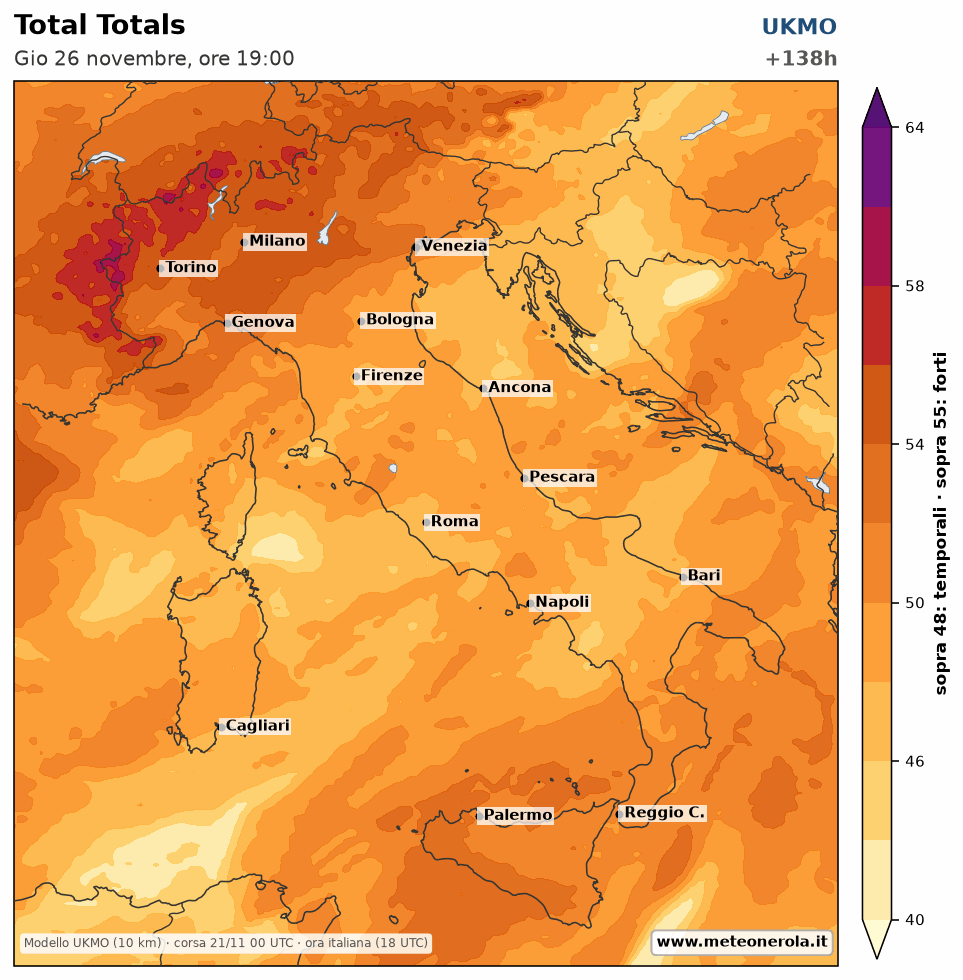 Total Totals
UKMO
Gio 26 novembre, ore 19:00
+138h
64
58
54
50
46
40
sopra 48: temporali · sopra 55: forti
Milano
Venezia
Torino
Genova
Bologna
Firenze
Ancona
Pescara
Roma
Bari
Napoli
Cagliari
Palermo
Reggio C.
Modello UKMO (10 km) · corsa 21/11 00 UTC · ora italiana (18 UTC)
www.meteonerola.it